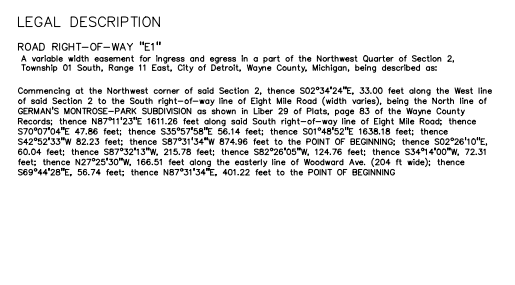 LEGAL DESCRIPTION
ROAD RIGHT-OF-WAY "E1"
A variable width easement for ingress and egress in a part of the Northwest Quarter of Section 2,
Township 01 South, Range 11 East, City of Detroit, Wayne County, Michigan, being described as:
Commencing at the Northwest corner of said Section 2, thence S02°34'24"E, 33.00 feet along the West line
of said Section 2 to the South right-of-way line of Eight Mile Road (width varies), being the North line of
GERMAN'S MONTROSE-PARK SUBDIVISION as shown in Liber 29 of Plats, page 83 of the Wayne County
Records; thence N87°11'23"E 1611.26 feet along said South right-of-way line of Eight Mile Road; thence
S70°07'04"E 47.86 feet; thence S35°57'58"E 56.14 feet; thence S01°48'52"E 1638.18 feet; thence
S42°52'33"W 82.23 feet; thence S87°31'34"W 874.96 feet to the POINT OF BEGINNING; thence S02°26'10"E,
60.04 feet; thence S87°32'13"W, 215.78 feet; thence S82°26'05"W, 124.76 feet; thence S34°14'00"W, 72.31
feet; thence N27°25'30"W, 166.51 feet along the easterly line of Woodward Ave. (204 ft wide); thence
S69°44'28"E, 56.74 feet; thence N87°31'34"E, 401.22 feet to the POINT OF BEGINNING